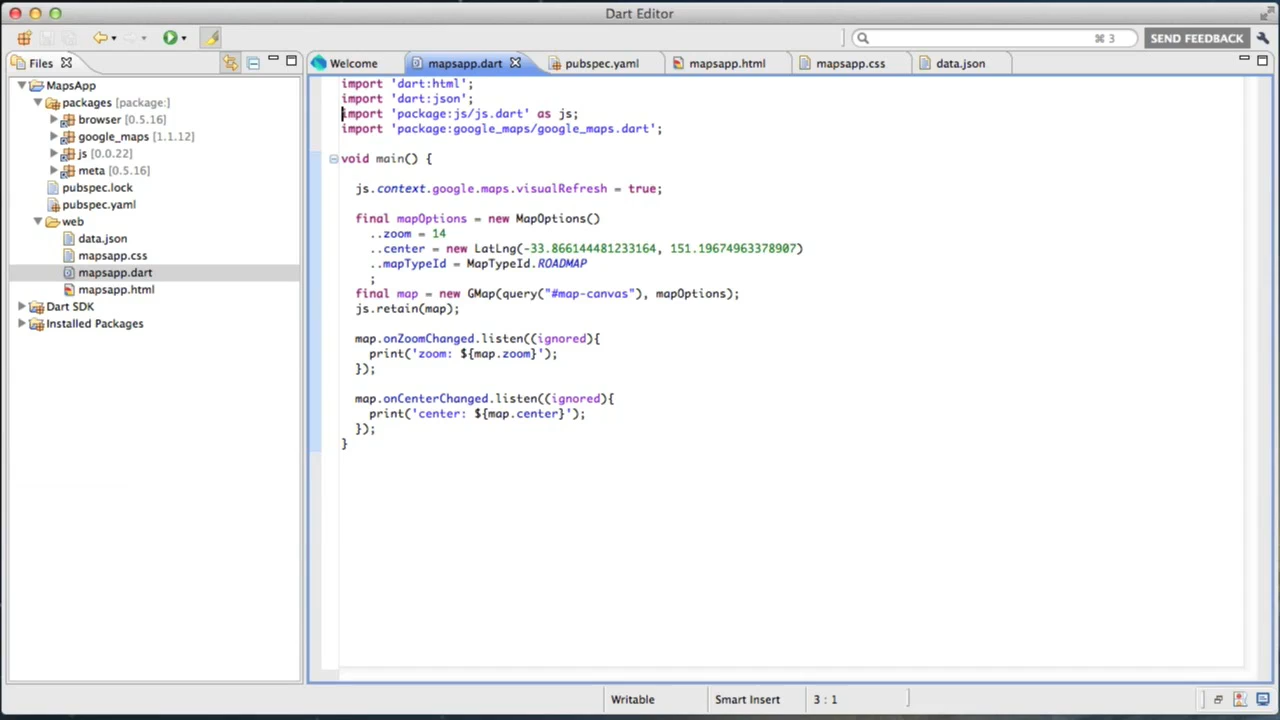 Dart Editor
⌘ 3
SEND FEEDBACK
Files
Welcome
mapsapp.dart
pubspec.yaml
mapsapp.html
mapsapp.css
data.json
MapsApp
packages [package:]
browser [0.5.16]
google_maps [1.1.12]
js [0.0.22]
meta [0.5.16]
pubspec.lock
pubspec.yaml
web
data.json
mapsapp.css
mapsapp.dart
mapsapp.html
Dart SDK
Installed Packages
import 'dart:html';
import 'dart:json';
import 'package:js/js.dart' as js;
import 'package:google_maps/google_maps.dart';
void main() {
js.context.google.maps.visualRefresh = true;
final mapOptions = new MapOptions()
..zoom = 14
..center = new LatLng(-33.866144481233164, 151.19674963378907)
..mapTypeId = MapTypeId.ROADMAP
;
final map = new GMap(query("#map-canvas"), mapOptions);
js.retain(map);
map.onZoomChanged.listen((ignored){
print('zoom: ${map.zoom}');
});
map.onCenterChanged.listen((ignored){
print('center: ${map.center}');
});
}
Writable
Smart Insert
3 : 1